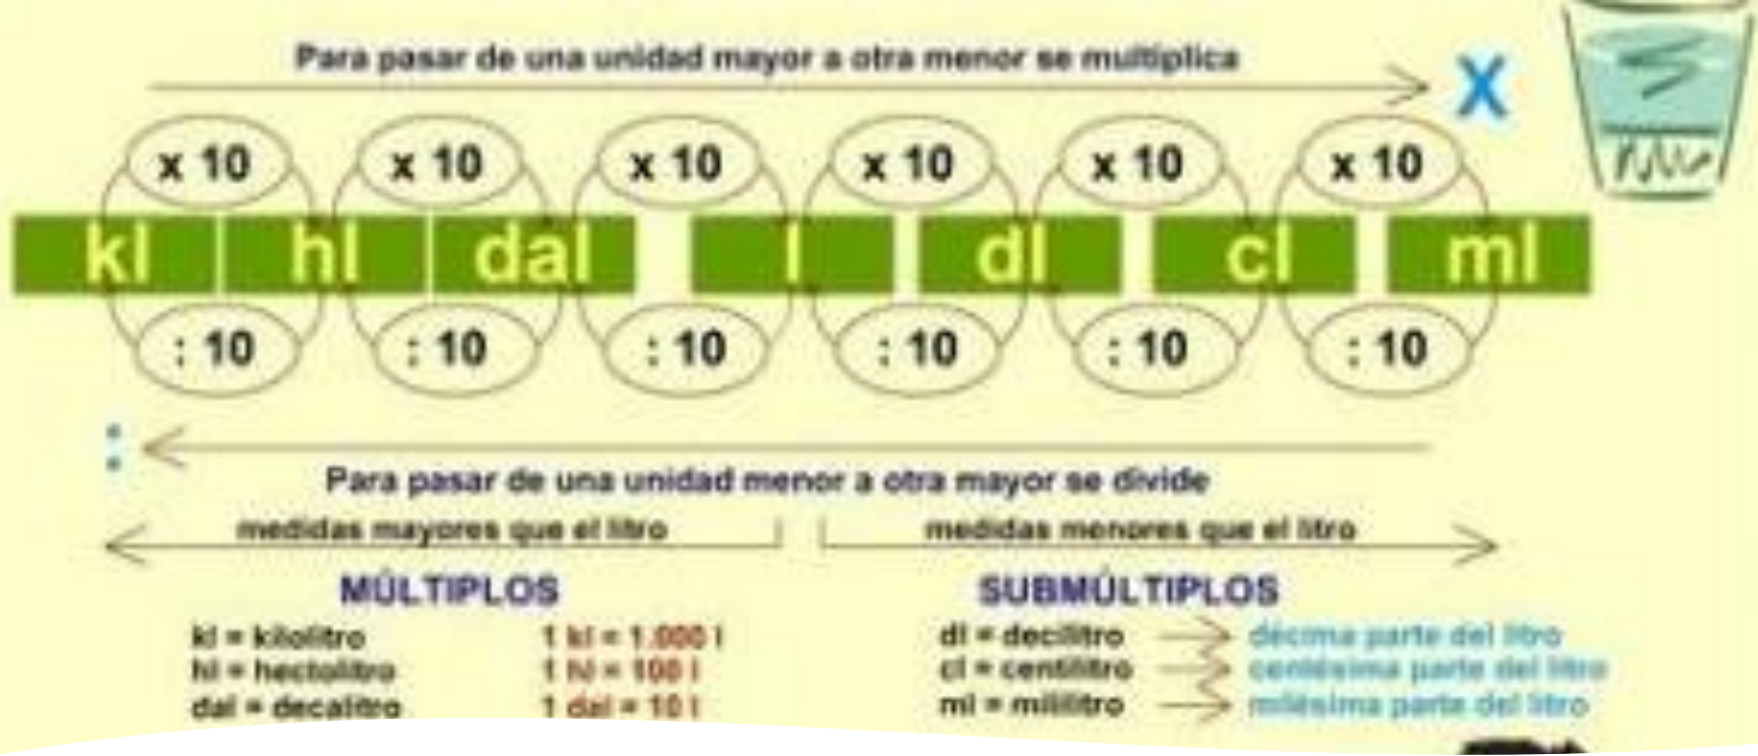 Para pasar de una unidad mayor a otra menor se multiplica
X
x 10 x 10 x 10 x 10 x 10 x 10
kl hl dal l dl cl ml
: 10 : 10 : 10 : 10 : 10 : 10
:
Para pasar de una unidad menor a otra mayor se divide
medidas mayores que el litro
medidas menores que el litro
MÚLTIPLOS
kl = kilolitro 1 kl = 1.000 l
hl = hectolitro 1 hl = 100 l
dal = decalitro 1 dal = 10 l
SUBMÚLTIPLOS
dl = decilitro décima parte del litro
cl = centilitro centésima parte del litro
ml = mililitro milésima parte del litro